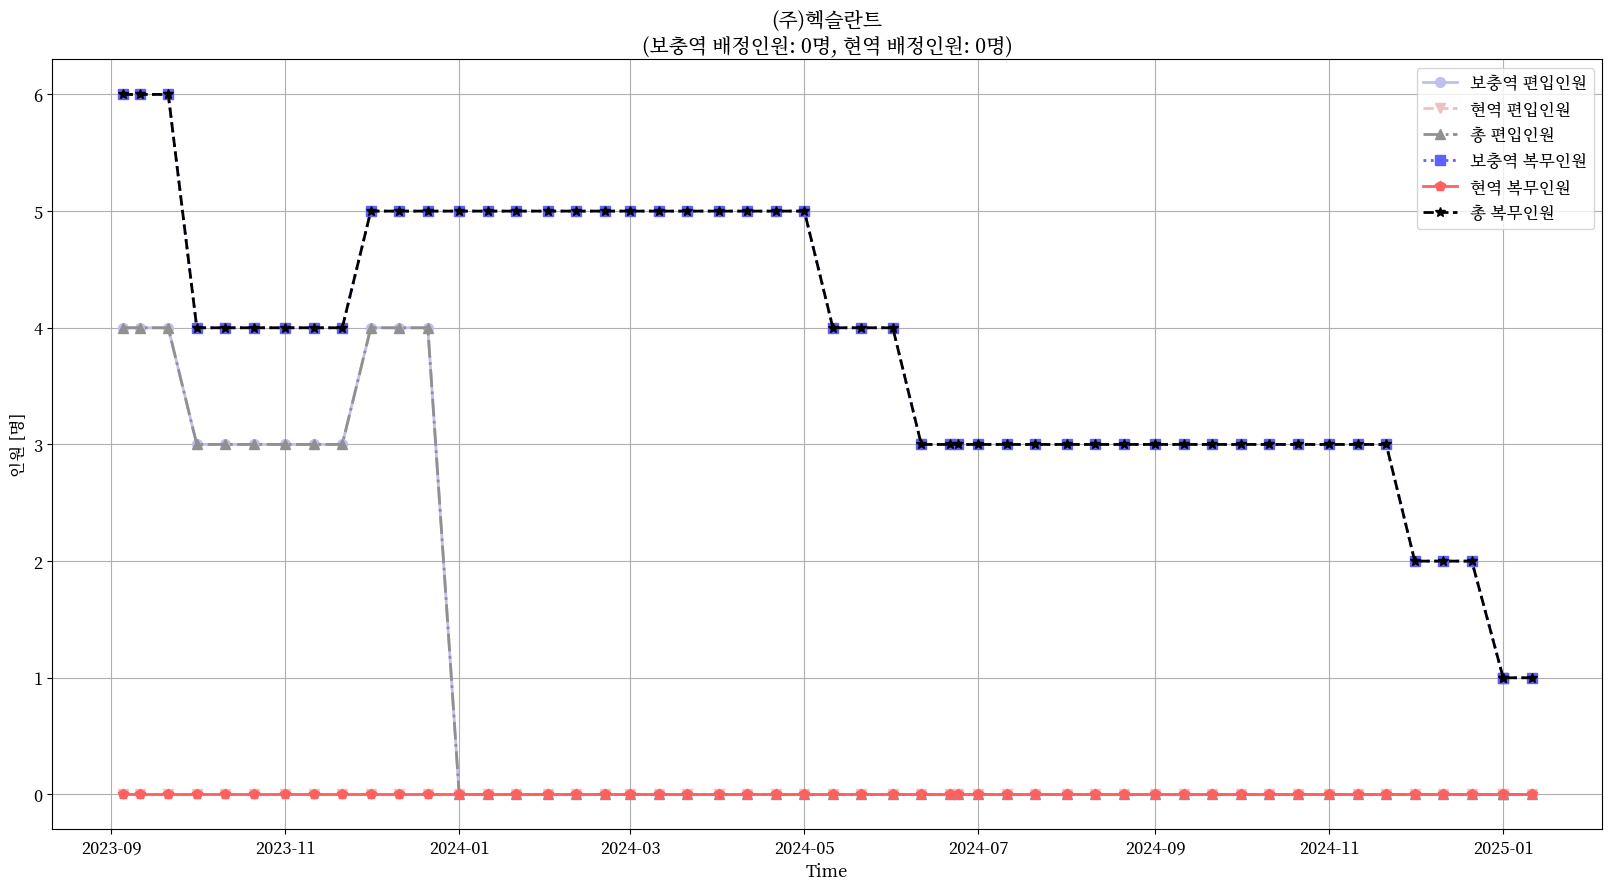 (주)헥슬란트
(보충역 배정인원: 0명, 현역 배정인원: 0명)
보충역 편입인원
현역 편입인원
총 편입인원
보충역 복무인원
현역 복무인원
총 복무인원
인원 [명]
6
5
4
3
2
1
0
2023-09
2023-11
2024-01
2024-03
2024-05
2024-07
2024-09
2024-11
2025-01
Time